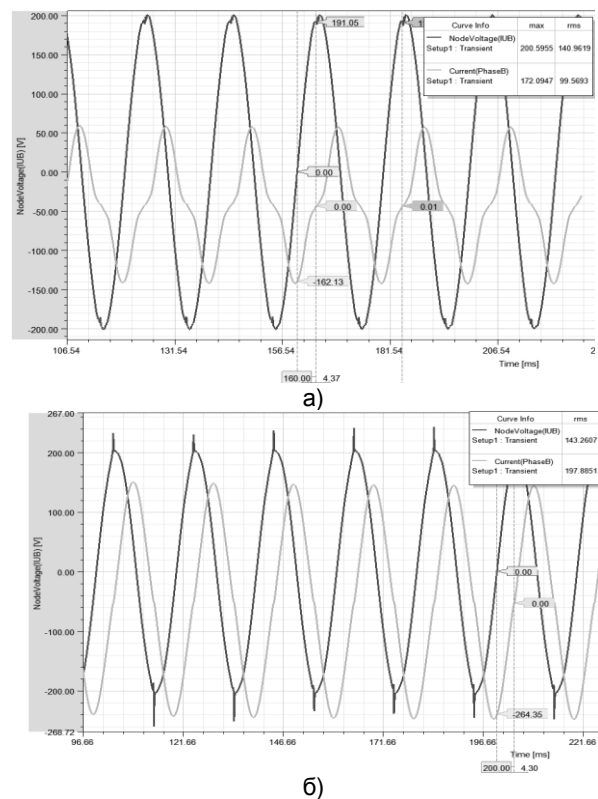 200.00
191.05
1
Curve Info max rms
NodeVoltage(IUB)
Setup1 : Transient 200.5955 140.9619
Current(PhaseB)
Setup1 : Transient 172.0947 99.5693
150.00
100.00
50.00
0.00
0.00
-50.00
0.00
0.01
-100.00
-150.00
-162.13
-200.00
NodeVoltage(IUB) [V]
106.54 131.54 156.54 181.54 206.54 2
Time [ms]
160.00 4.37
а)
267.00
Curve Info rms
NodeVoltage(IUB)
Setup1 : Transient 143.2607
Current(PhaseB)
Setup1 : Transient 197.8851
200.00
100.00
0.00
0.00
0.00
-100.00
-200.00
-264.35
-268.72
NodeVoltage(IUB) [V]
96.66 121.66 146.66 171.66 196.66 221.66
Time [ms]
200.00 4.30
б)